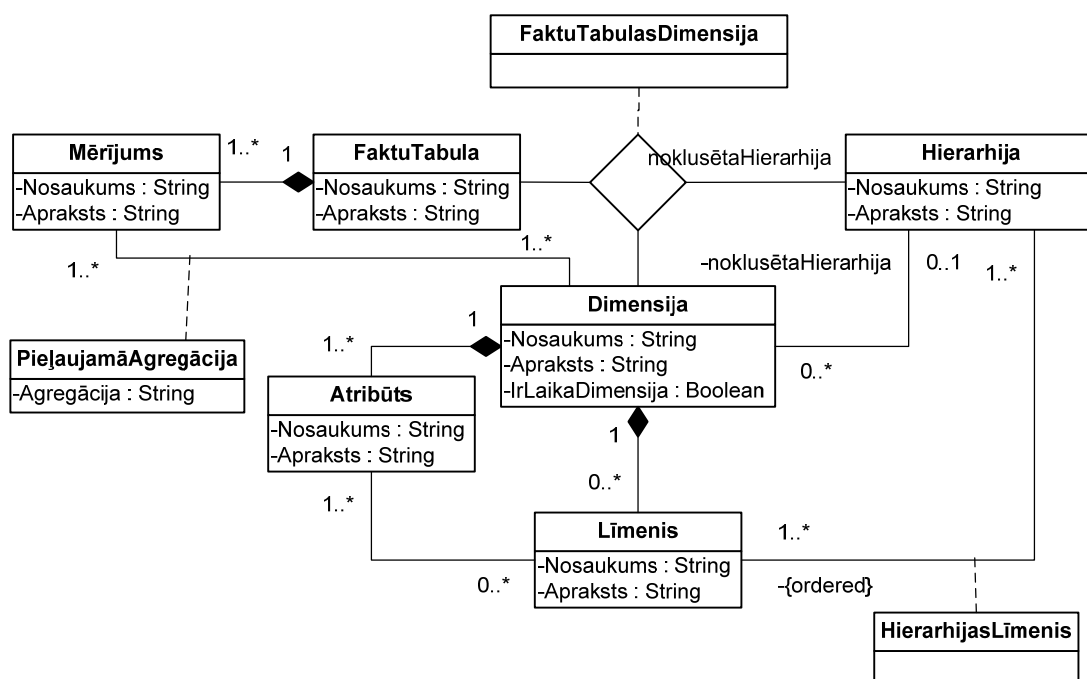 FaktuTabulasDimensija
Mērījums
-Nosaukums : String
-Apraksts : String
1..*
1
FaktuTabula
-Nosaukums : String
-Apraksts : String
noklusētaHierarhija
Hierarhija
-Nosaukums : String
-Apraksts : String
1..*
1..*
-noklusētaHierarhija
0..1
1..*
Dimensija
-Nosaukums : String
-Apraksts : String
-IrLaikaDimensija : Boolean
1
1..*
0..*
PieļaujamāAgregācija
-Agregācija : String
Atribūts
-Nosaukums : String
-Apraksts : String
1
0..*
1..*
0..*
Līmenis
-Nosaukums : String
-Apraksts : String
1..*
-{ordered}
HierarhijasLīmenis